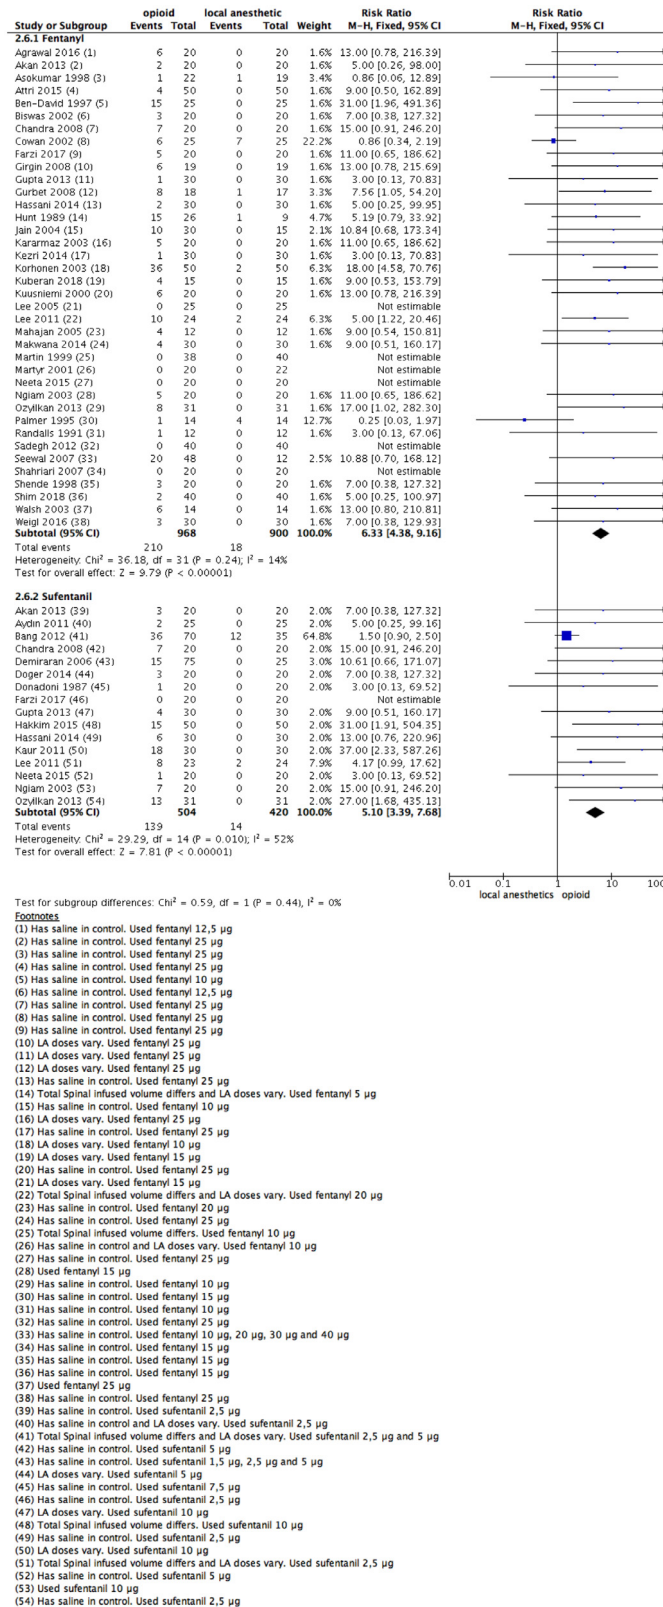 opioid local anesthetic Risk Ratio Risk Ratio
Study or Subgroup Events Total Events Total Weight M-H, Fixed, 95% CI M-H, Fixed, 95% CI
2.6.1 Fentanyl
Agrawal 2016 (1) 6 20 0 20 1.6% 13.00 [0.78, 216.39]
Akan 2013 (2) 2 20 0 20 1.6% 5.00 [0.26, 98.00]
Asokumar 1998 (3) 1 22 1 19 3.4% 0.86 [0.06, 12.89]
Attri 2015 (4) 4 50 0 50 1.6% 9.00 [0.50, 162.89]
Ben-David 1997 (5) 15 25 0 25 1.6% 31.00 [1.96, 491.36]
Biswas 2002 (6) 3 20 0 20 1.6% 7.00 [0.38, 127.32]
Chandra 2008 (7) 7 20 0 20 1.6% 15.00 [0.91, 246.20]
Cowan 2002 (8) 6 25 7 25 22.2% 0.86 [0.34, 2.19]
Farzi 2017 (9) 5 20 0 20 1.6% 11.00 [0.65, 186.62]
Girgin 2008 (10) 6 19 0 19 1.6% 13.00 [0.78, 215.69]
Gupta 2013 (11) 1 30 0 30 1.6% 3.00 [0.13, 70.83]
Gurbet 2008 (12) 8 18 1 17 3.3% 7.56 [1.05, 54.20]
Hassani 2014 (13) 2 30 0 30 1.6% 5.00 [0.25, 99.95]
Hunt 1989 (14) 15 26 1 9 4.7% 5.19 [0.79, 33.92]
Jain 2004 (15) 10 30 0 15 2.1% 10.84 [0.68, 173.34]
Kararmaz 2003 (16) 5 20 0 20 1.6% 11.00 [0.65, 186.62]
Kezri 2014 (17) 1 30 0 30 1.6% 3.00 [0.13, 70.83]
Korhonen 2003 (18) 36 50 2 50 6.3% 18.00 [4.58, 70.76]
Kuberan 2018 (19) 4 15 0 15 1.6% 9.00 [0.53, 153.79]
Kuusniemi 2000 (20) 6 20 0 20 1.6% 13.00 [0.78, 216.39]
Lee 2005 (21) 0 25 0 25 Not estimable
Lee 2011 (22) 10 24 2 24 6.3% 5.00 [1.22, 20.46]
Mahajan 2005 (23) 4 12 0 12 1.6% 9.00 [0.54, 150.81]
Makwana 2014 (24) 4 30 0 30 1.6% 9.00 [0.51, 160.17]
Martin 1999 (25) 0 38 0 40 Not estimable
Martyr 2001 (26) 0 20 0 22 Not estimable
Neeta 2015 (27) 0 20 0 20 Not estimable
Ngiam 2003 (28) 5 20 0 20 1.6% 11.00 [0.65, 186.62]
Ozyilkan 2013 (29) 8 31 0 31 1.6% 17.00 [1.02, 282.30]
Palmer 1995 (30) 1 14 4 14 12.7% 0.25 [0.03, 1.97]
Randalls 1991 (31) 1 12 0 12 1.6% 3.00 [0.13, 67.06]
Sadegh 2012 (32) 0 40 0 40 Not estimable
Seewal 2007 (33) 20 48 0 12 2.5% 10.88 [0.70, 168.12]
Shahriari 2007 (34) 0 20 0 20 Not estimable
Shende 1998 (35) 3 20 0 20 1.6% 7.00 [0.38, 127.32]
Shim 2018 (36) 2 40 0 40 1.6% 5.00 [0.25, 100.97]
Walsh 2003 (37) 6 14 0 14 1.6% 13.00 [0.80, 210.81]
Weigl 2016 (38) 3 30 0 30 1.6% 7.00 [0.38, 129.93]
Subtotal (95% CI) 968 900 100.0% 6.33 [4.38, 9.16]
Total events 210 18
Heterogeneity: Chi² = 36.18, df = 31 (P = 0.24); I² = 14%
Test for overall effect: Z = 9.79 (P < 0.00001)
2.6.2 Sufentanil
Akan 2013 (39) 3 20 0 20 2.0% 7.00 [0.38, 127.32]
Aydin 2011 (40) 2 25 0 25 2.0% 5.00 [0.25, 99.16]
Bang 2012 (41) 36 70 12 35 64.8% 1.50 [0.90, 2.50]
Chandra 2008 (42) 7 20 0 20 2.0% 15.00 [0.91, 246.20]
Demiraran 2006 (43) 15 75 0 25 3.0% 10.61 [0.66, 171.07]
Doger 2014 (44) 3 20 0 20 2.0% 7.00 [0.38, 127.32]
Donadoni 1987 (45) 1 20 0 20 2.0% 3.00 [0.13, 69.52]
Farzi 2017 (46) 0 20 0 20 Not estimable
Gupta 2013 (47) 4 30 0 30 2.0% 9.00 [0.51, 160.17]
Hakkim 2015 (48) 15 50 0 50 2.0% 31.00 [1.91, 504.35]
Hassani 2014 (49) 6 30 0 30 2.0% 13.00 [0.76, 220.96]
Kaur 2011 (50) 18 30 0 30 2.0% 37.00 [2.33, 587.26]
Lee 2011 (51) 8 23 2 24 7.9% 4.17 [0.99, 17.62]
Neeta 2015 (52) 1 20 0 20 2.0% 3.00 [0.13, 69.52]
Ngiam 2003 (53) 7 20 0 20 2.0% 15.00 [0.91, 246.20]
Ozyilkan 2013 (54) 13 31 0 31 2.0% 27.00 [1.68, 435.13]
Subtotal (95% CI) 504 420 100.0% 5.10 [3.39, 7.68]
Total events 139 14
Heterogeneity: Chi² = 29.29, df = 14 (P = 0.010); I² = 52%
Test for overall effect: Z = 7.81 (P < 0.00001)
0.01 0.1 1 10 100
local anesthetics opioid
Test for subgroup differences: Chi² = 0.59, df = 1 (P = 0.44), I² = 0%
Footnotes
(1) Has saline in control. Used fentanyl 12,5 µg
(2) Has saline in control. Used fentanyl 25 µg
(3) Has saline in control. Used fentanyl 25 µg
(4) Has saline in control. Used fentanyl 25 µg
(5) Has saline in control. Used fentanyl 10 µg
(6) Has saline in control. Used fentanyl 12,5 µg
(7) Has saline in control. Used fentanyl 25 µg
(8) Has saline in control. Used fentanyl 25 µg
(9) Has saline in control. Used fentanyl 25 µg
(10) LA doses vary. Used fentanyl 25 µg
(11) LA doses vary. Used fentanyl 25 µg
(12) LA doses vary. Used fentanyl 25 µg
(13) Has saline in control. Used fentanyl 25 µg
(14) Total Spinal infused volume differs and LA doses vary. Used fentanyl 5 µg
(15) Has saline in control. Used fentanyl 10 µg
(16) LA doses vary. Used fentanyl 25 µg
(17) Has saline in control. Used fentanyl 25 µg
(18) LA doses vary. Used fentanyl 10 µg
(19) LA doses vary. Used fentanyl 15 µg
(20) Has saline in control. Used fentanyl 25 µg
(21) LA doses vary. Used fentanyl 15 µg
(22) Total Spinal infused volume differs and LA doses vary. Used fentanyl 20 µg
(23) Has saline in control. Used fentanyl 20 µg
(24) Has saline in control. Used fentanyl 25 µg
(25) Total Spinal infused volume differs. Used fentanyl 10 µg
(26) Has saline in control and LA doses vary. Used fentanyl 10 µg
(27) Has saline in control. Used fentanyl 25 µg
(28) Used fentanyl 15 µg
(29) Has saline in control. Used fentanyl 10 µg
(30) Has saline in control. Used fentanyl 15 µg
(31) Has saline in control. Used fentanyl 10 µg
(32) Has saline in control. Used fentanyl 25 µg
(33) Has saline in control. Used fentanyl 10 µg, 20 µg, 30 µg and 40 µg
(34) Has saline in control. Used fentanyl 15 µg
(35) Has saline in control. Used fentanyl 15 µg
(36) Has saline in control. Used fentanyl 15 µg
(37) Used fentanyl 25 µg
(38) Has saline in control. Used fentanyl 25 µg
(39) Has saline in control. Used sufentanil 2,5 µg
(40) Has saline in control and LA doses vary. Used sufentanil 2,5 µg
(41) Total Spinal infused volume differs and LA doses vary. Used sufentanil 2,5 µg and 5 µg
(42) Has saline in control. Used sufentanil 5 µg
(43) Has saline in control. Used sufentanil 1,5 µg, 2,5 µg and 5 µg
(44) LA doses vary. Used sufentanil 5 µg
(45) Has saline in control. Used sufentanil 7,5 µg
(46) Has saline in control. Used sufentanil 2,5 µg
(47) LA doses vary. Used sufentanil 10 µg
(48) Total Spinal infused volume differs. Used sufentanil 10 µg
(49) Has saline in control. Used sufentanil 2,5 µg
(50) LA doses vary. Used sufentanil 10 µg
(51) Total Spinal infused volume differs and LA doses vary. Used sufentanil 2,5 µg
(52) Has saline in control. Used sufentanil 5 µg
(53) Used sufentanil 10 µg
(54) Has saline in control. Used sufentanil 2,5 µg